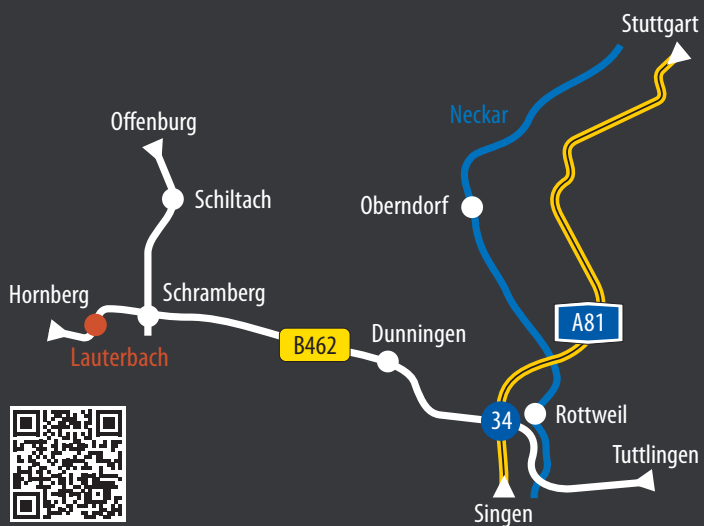 Stuttgart
Offenburg
Neckar
Schiltach
Oberndorf
Hornberg
Schramberg
A81
Lauterbach
B462
Dunningen
34
Rottweil
Tuttlingen
Singen